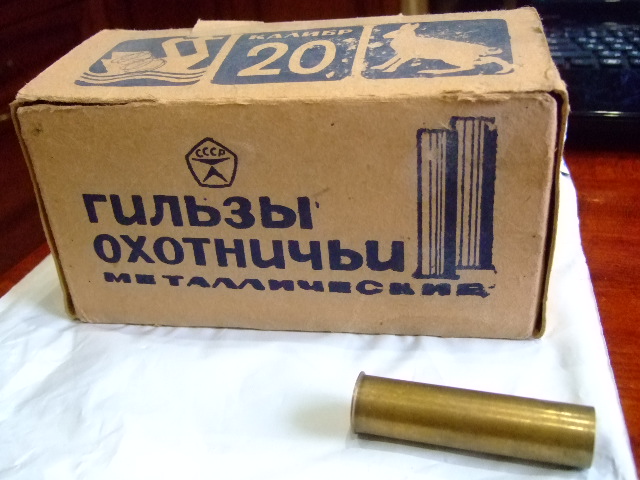 КАЛИБР
20
СССР
ГИЛЬЗЫ
ОХОТНИЧЬИ
МЕТАЛЛИЧЕСКИЕ